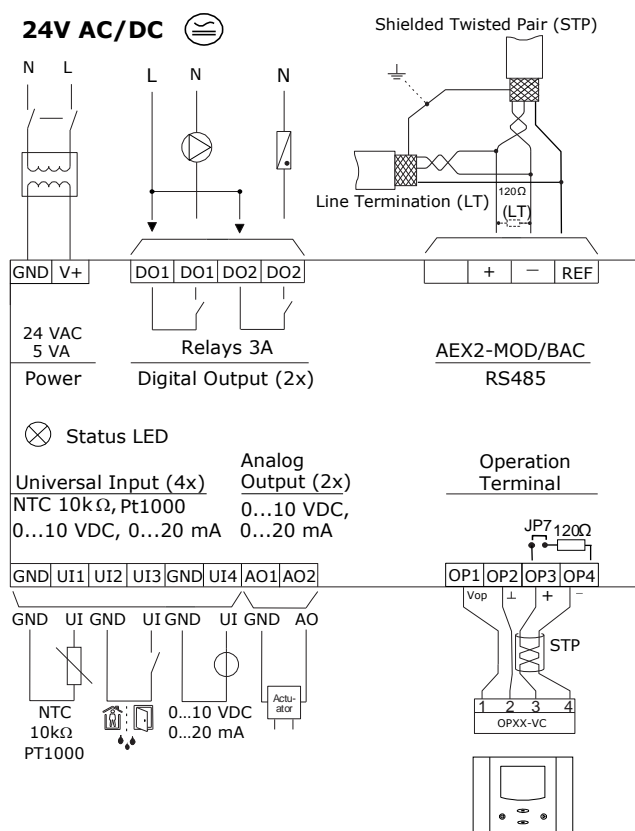 24V AC/DC
Shielded Twisted Pair (STP)
N L
L N N
Line Termination (LT)
120Ω
(LT)
GND V+
DO1 DO1 DO2 DO2
+ − REF
24 VAC
5 VA
Power
Relays 3A
Digital Output (2x)
AEX2-MOD/BAC
RS485
Status LED
Universal Input (4x)
NTC 10kΩ, Pt1000
0...10 VDC, 0...20 mA
Analog
Output (2x)
0...10 VDC,
0...20 mA
Operation
Terminal
JP7 120Ω
GND UI1 UI2 UI3 GND UI4 AO1 AO2
OP1 OP2 OP3 OP4
Vop ⊥ + −
GND UI GND UI GND UI GND AO
STP
NTC
10kΩ
PT1000
0...10 VDC
0...20 mA
Actu-
ator
1 2 3 4
OPXX-VC